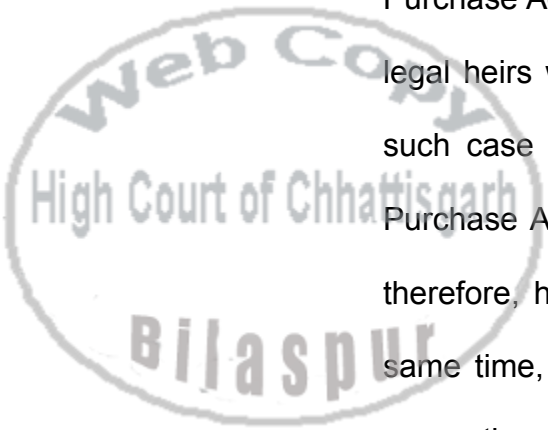 Purchase A
legal heirs
such case
Purchase A
therefore, h
same time,
Web Copy
High Court of Chhattisgarh
Bilaspur